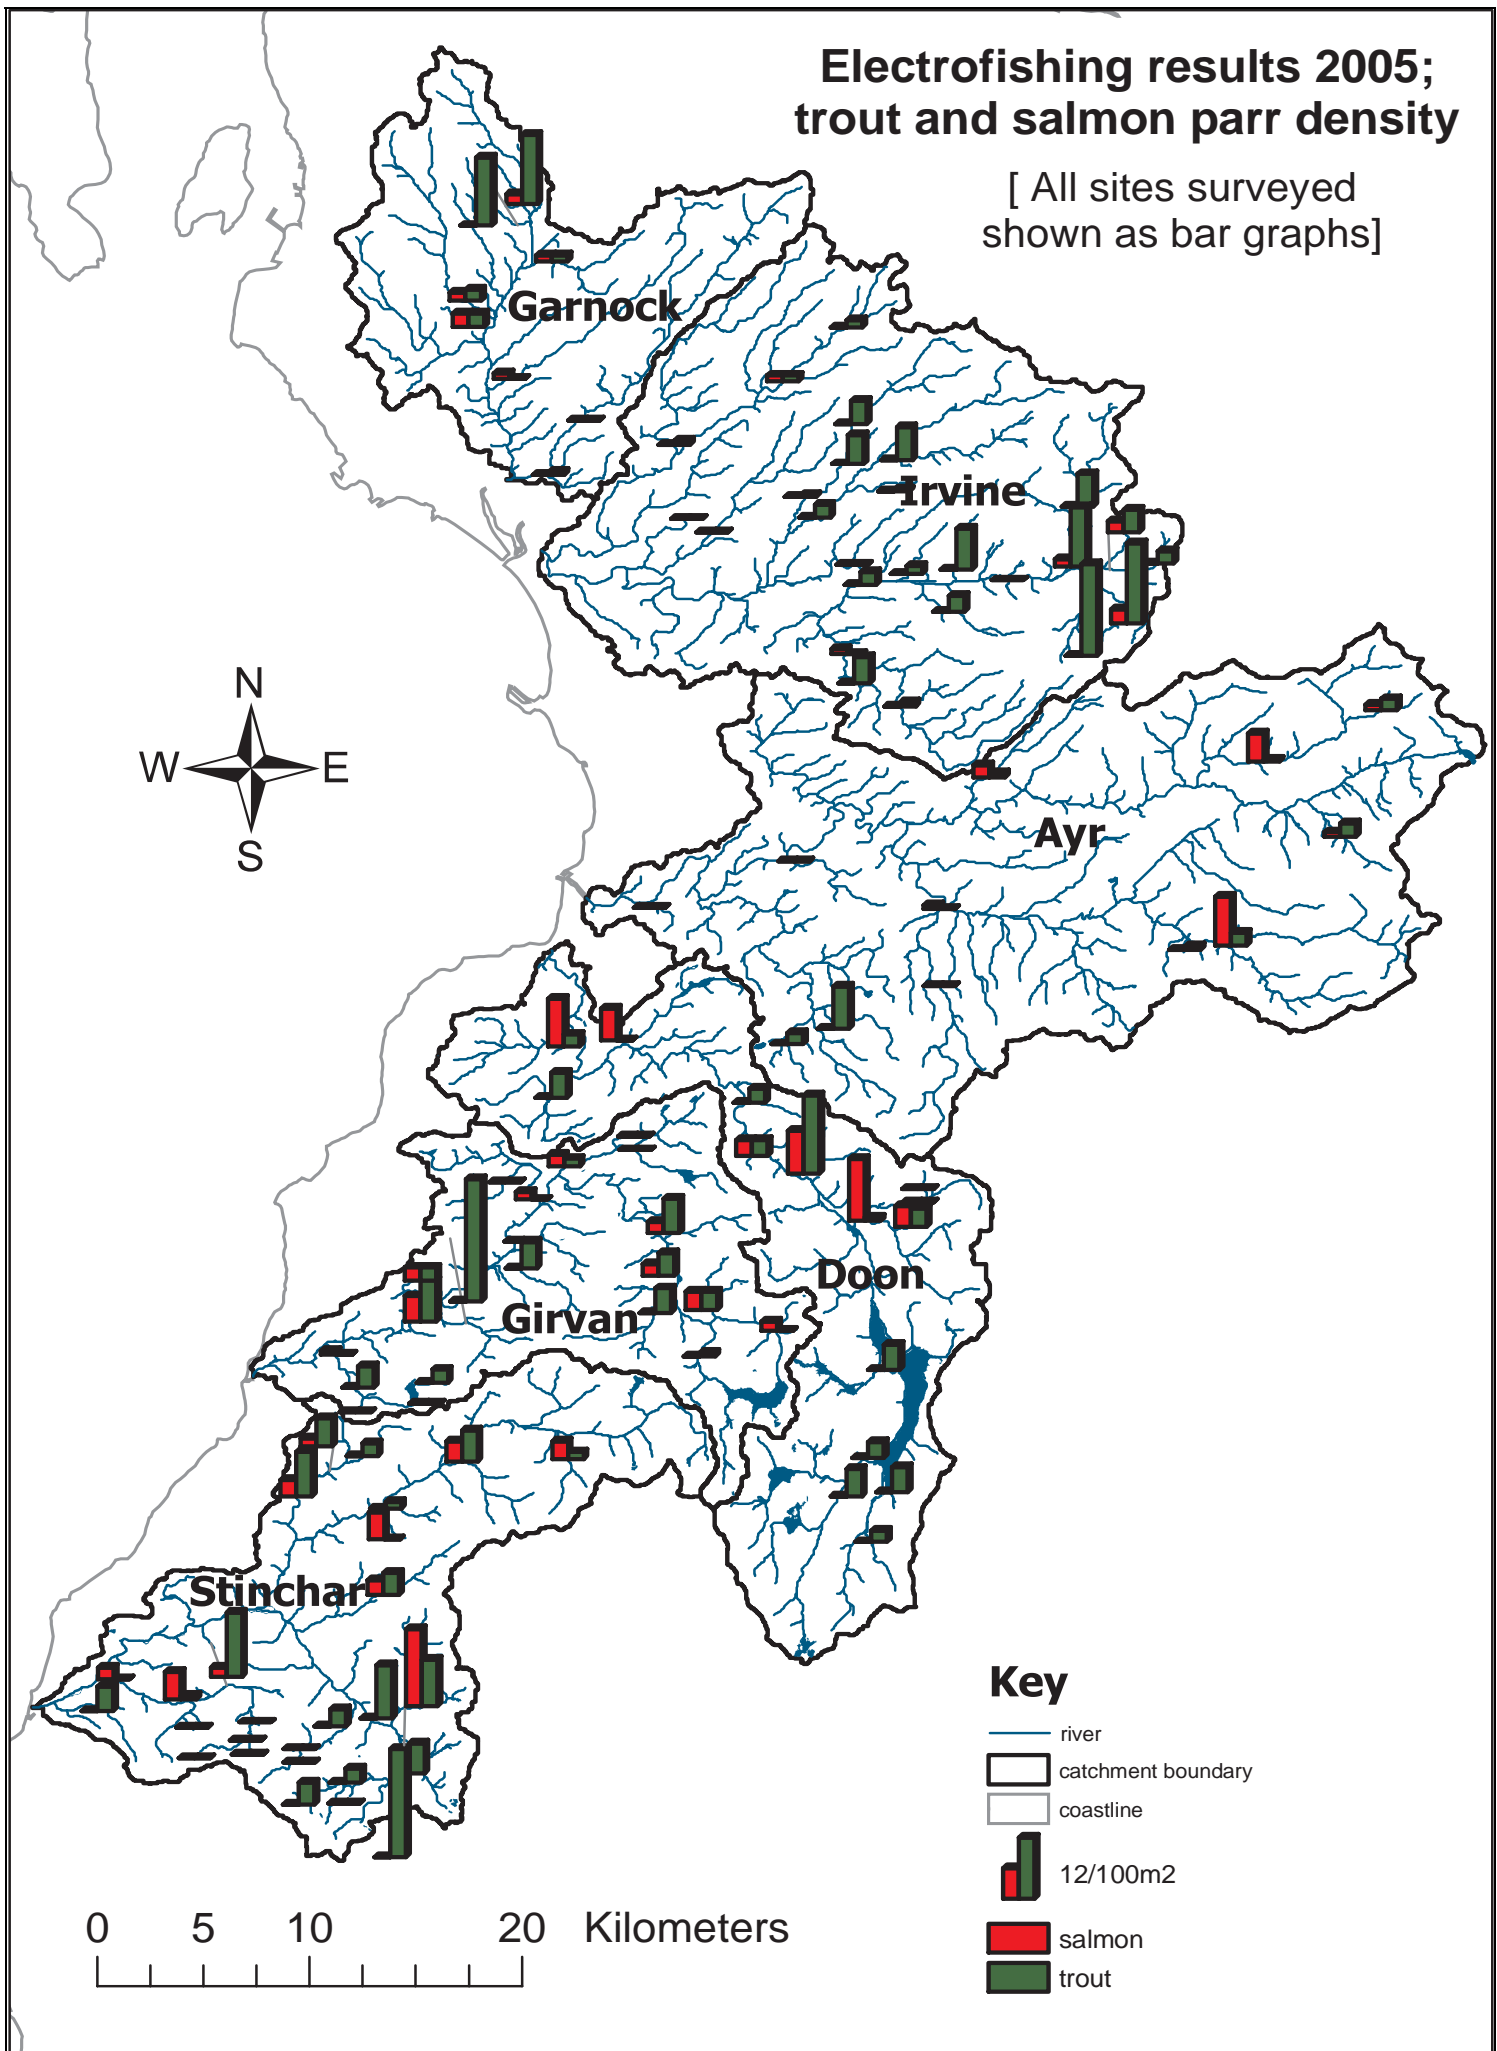 Electrofishing results 2005;
trout and salmon parr density
[ All sites surveyed
shown as bar graphs]
Garnock
Irvine
N
W
E
S
Ayr
Doon
Girvan
Stinchar
Key
river
catchment boundary
coastline
12/100m2
salmon
trout
0 5 10 20 Kilometers